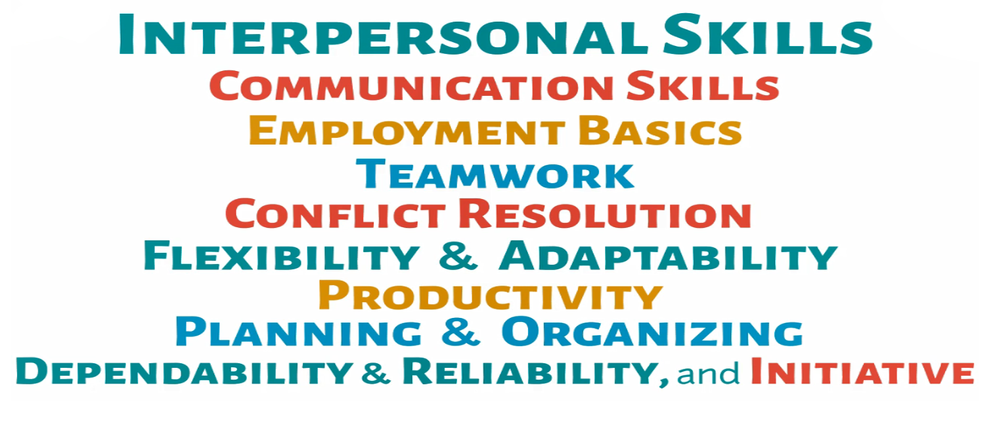 INTERPERSONAL SKILLS
COMMUNICATION SKILLS
EMPLOYMENT BASICS
TEAMWORK
CONFLICT RESOLUTION
FLEXIBILITY & ADAPTABILITY
PRODUCTIVITY
PLANNING & ORGANIZING
DEPENDABILITY & RELIABILITY, and INITIATIVE